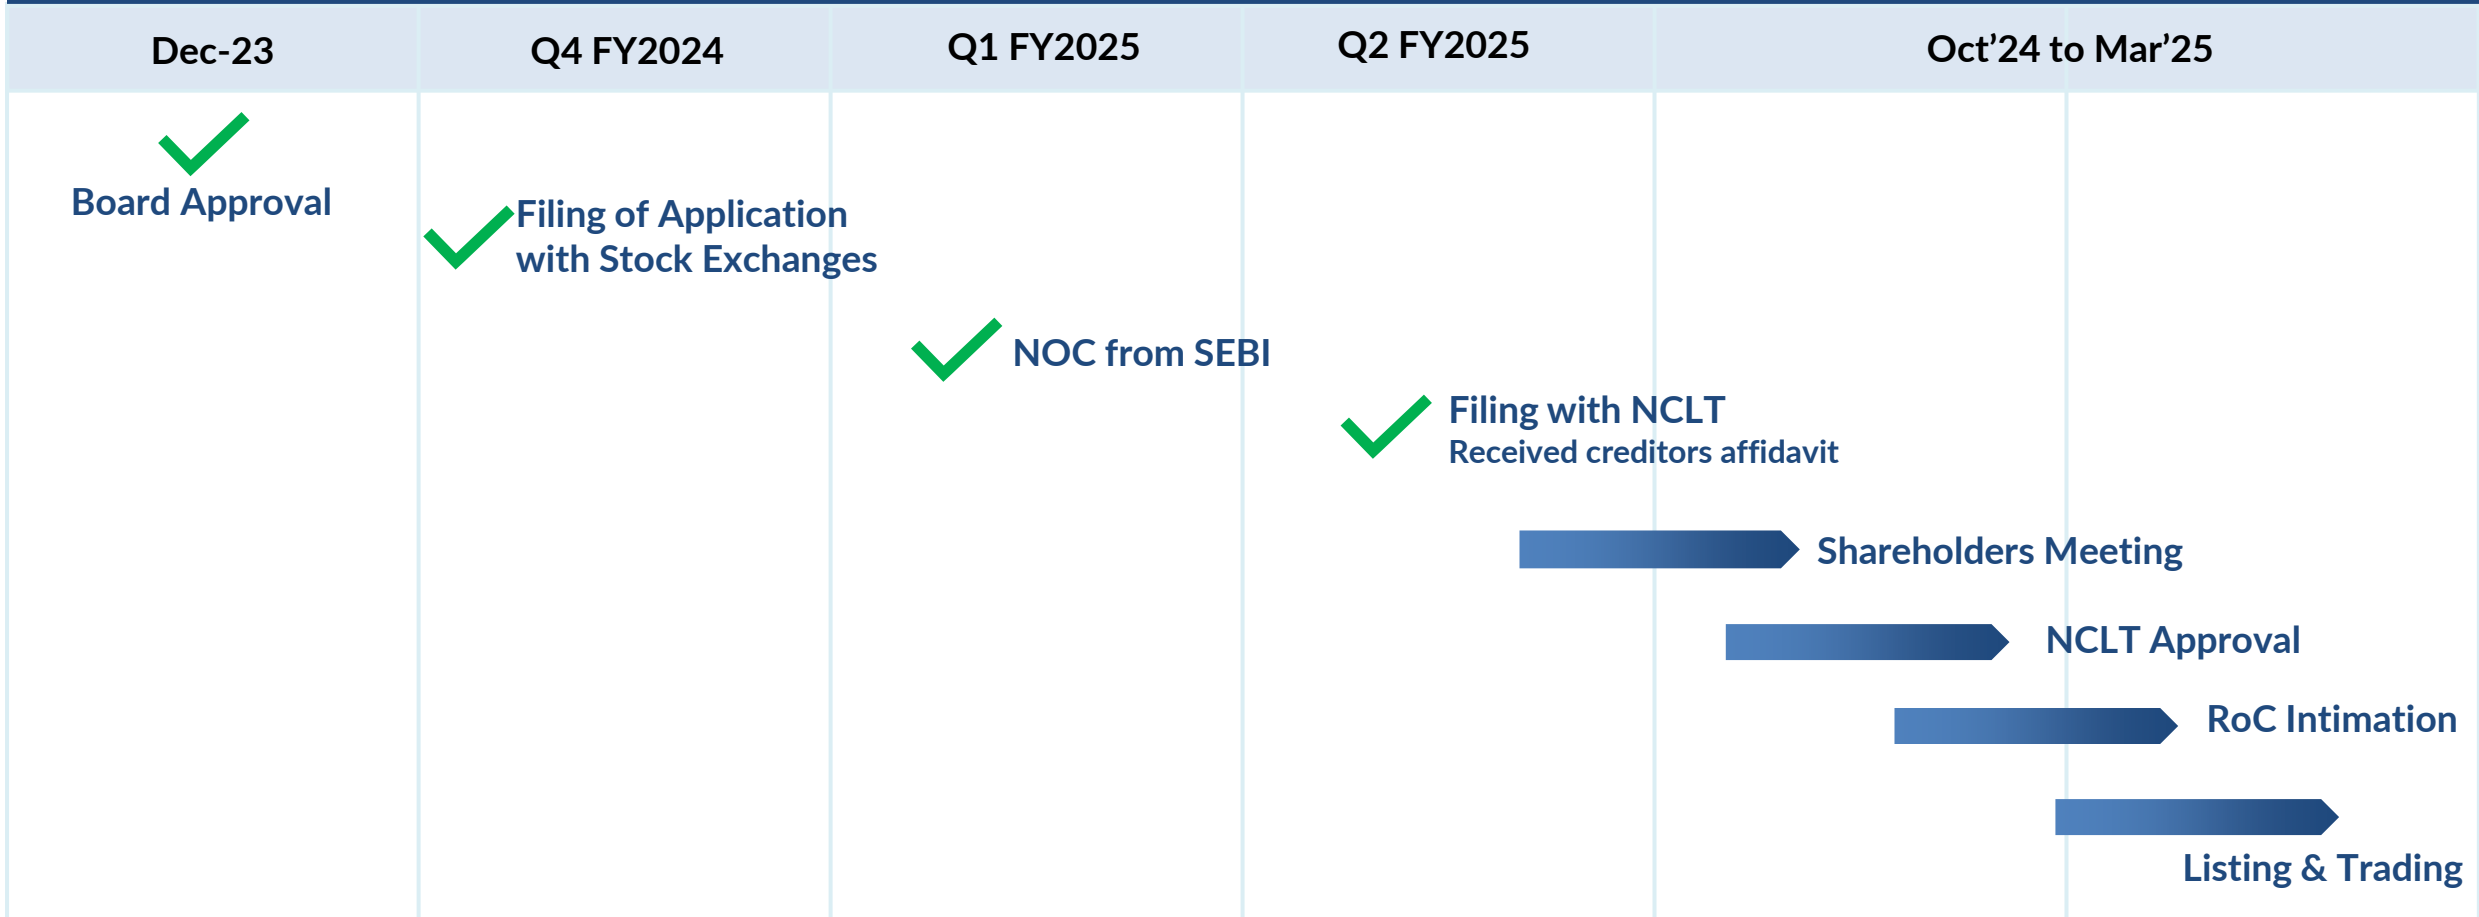 Dec-23
Q4 FY2024
Q1 FY2025
Q2 FY2025
Oct’24 to Mar’25
Board Approval
Filing of Application
with Stock Exchanges
NOC from SEBI
Filing with NCLT
Received creditors affidavit
Shareholders Meeting
NCLT Approval
RoC Intimation
Listing & Trading